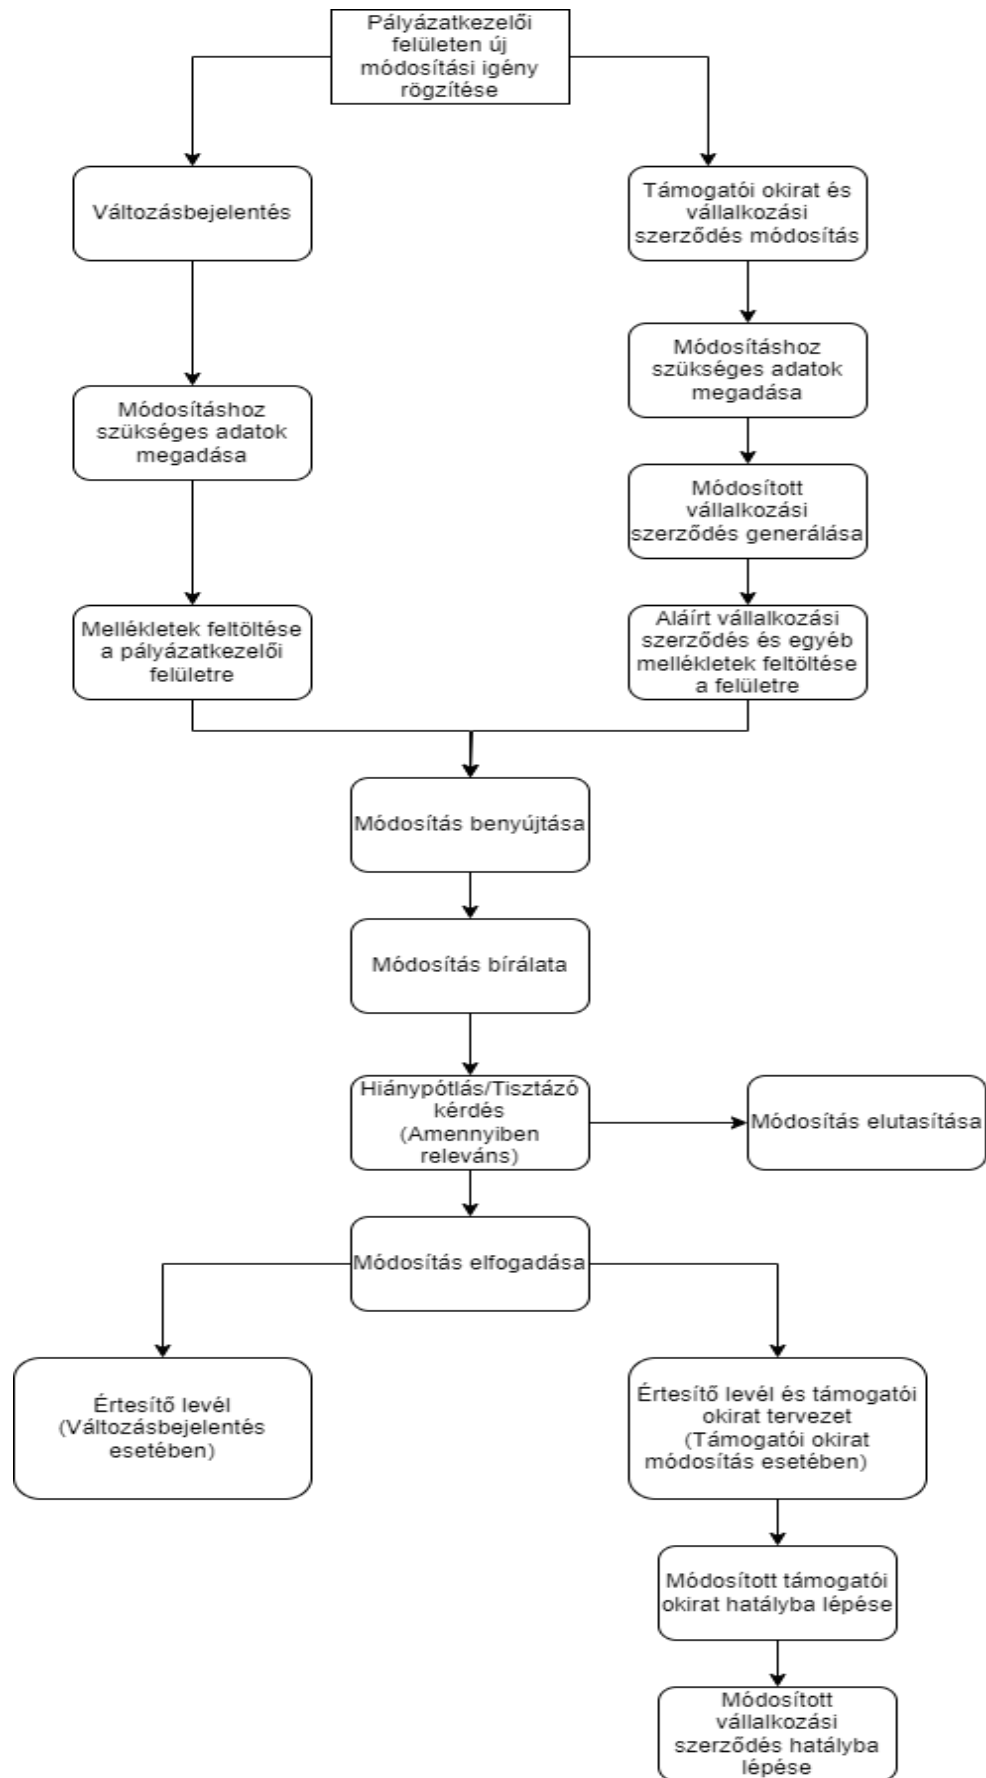 Pályázatkezelői
felületen új
módosítási igény
rögzítése
Változásbejelentés
Támogatói okirat és
vállalkozási
szerződés módosítás
Módosításhoz
szükséges adatok
megadása
Módosításhoz
szükséges adatok
megadása
Módosított
vállalkozási
szerződés generálása
Mellékletek feltöltése
a pályázatkezelői
felületre
Aláírt vállalkozási
szerződés és egyéb
mellékletek feltöltése
a felületre
Módosítás benyújtása
Módosítás bírálata
Hiánypótlás/Tisztázó
kérdés
(Amennyiben
releváns)
Módosítás elutasítása
Módosítás elfogadása
Értesítő levél
(Változásbejelentés
esetében)
Értesítő levél és támogatói
okirat tervezet
(Támogatói okirat
módosítás esetében)
Módosított támogatói
okirat hatályba lépése
Módosított
vállalkozási
szerződés hatályba
lépése